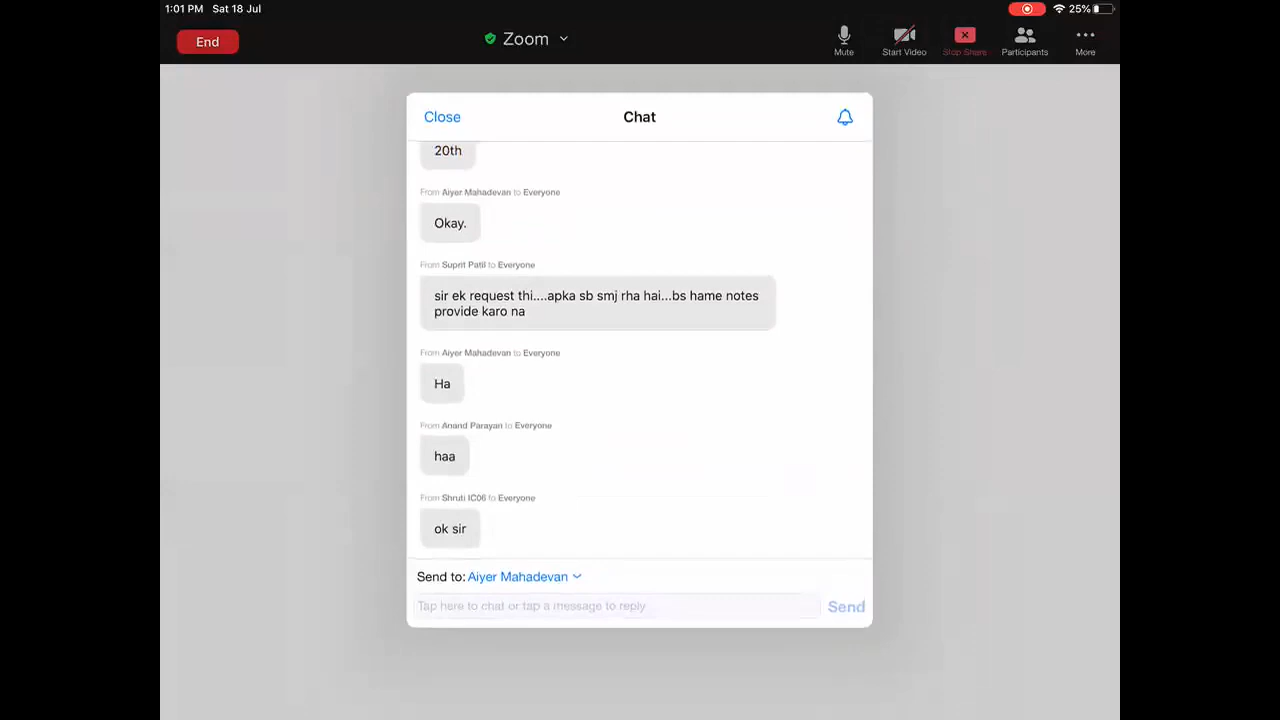 1:01 PM Sat 18 Jul
25%
End
Zoom
Mute
Start Video
Stop Share
Participants
More
Close
Chat
20th
From Aiyer Mahadevan to Everyone
Okay.
From Suprit Patil to Everyone
sir ek request thi....apka sb smj rha hai...bs hame notes
provide karo na
From Aiyer Mahadevan to Everyone
Ha
From Anand Parayan to Everyone
haa
From Shruti IC06 to Everyone
ok sir
Send to: Aiyer Mahadevan
Tap here to chat or tap a message to reply
Send